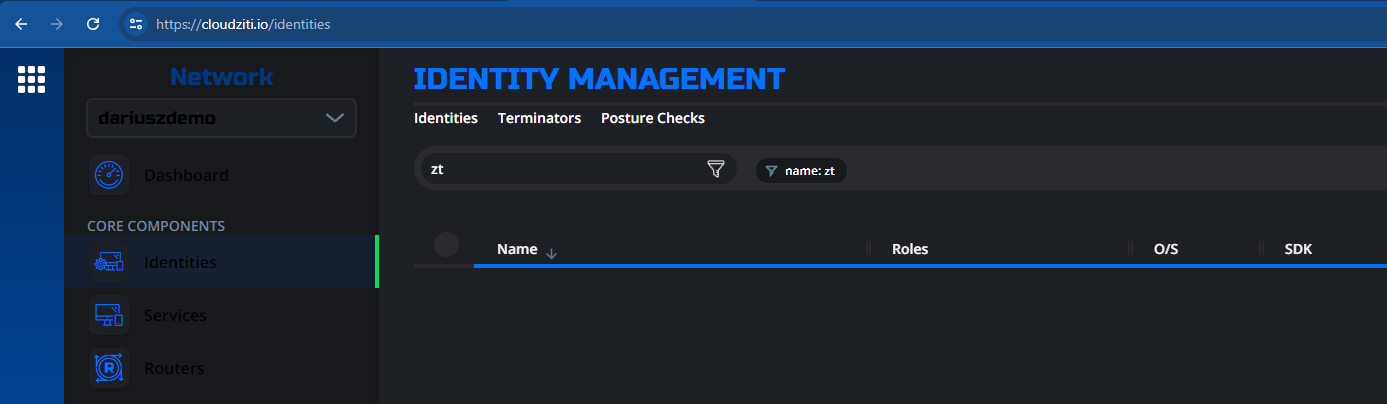 https://cloudziti.io/identities
Network
dariuszdemo
Dashboard
CORE COMPONENTS
Identities
Services
R
Routers
IDENTITY MANAGEMENT
Identities Terminators Posture Checks
zt name: zt
Name Roles O/S SDK